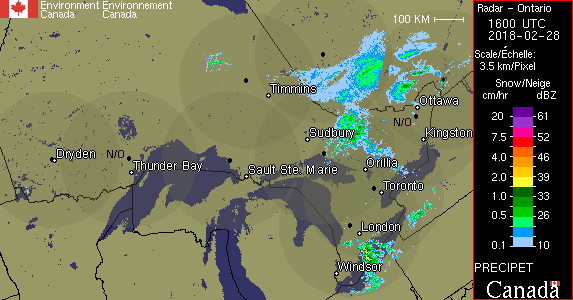 Environment Environnement
Canada Canada
100 KM
Timmins
Ottawa
N/O
Sudbury
Kingston
Dryden
N/O
Thunder Bay
Sault Ste. Marie
Orillia
Toronto
London
Windsor
Radar - Ontario
1600 UTC
2018-02-28
Scale/Échelle:
3.5 km/Pixel
Snow/Neige
cm/hr dBZ
20 61
7.5 52
4.0 46
2.0 39
1.0 33
0.5 26
0.1 10
PRECIPET
Canada